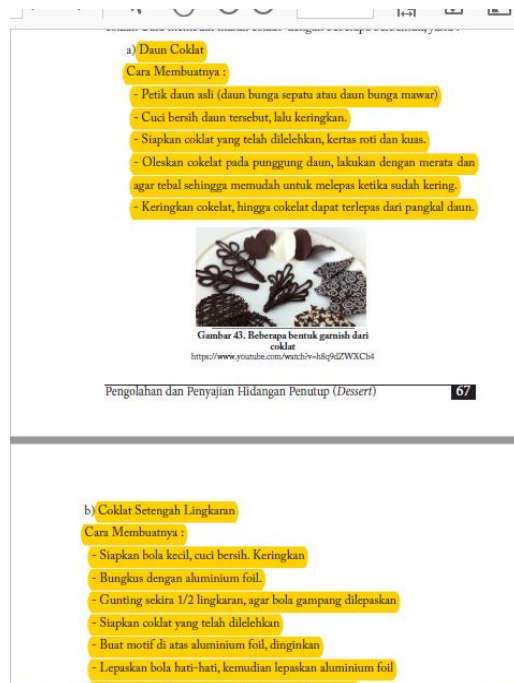 a) Daun Coklat
Cara Membuatnya :
- Petik daun asli (daun bunga sepatu atau daun bunga mawar)
- Cuci bersih daun tersebut, lalu keringkan.
- Siapkan coklat yang telah dilelehkan, kertas roti dan kuas.
- Oleskan cokelat pada punggung daun, lakukan dengan merata dan
agar tebal sehingga memudah untuk melepas ketika sudah kering.
- Keringkan cokelat, hingga cokelat dapat terlepas dari pangkal daun.
Gambar 43. Beberapa bentuk garnish dari
coklat
https://www.youtube.com/watch?v=h8q9dZWXCb4
Pengolahan dan Penyajian Hidangan Penutup (Dessert) 67
b) Coklat Setengah Lingkaran
Cara Membuatnya :
- Siapkan bola kecil, cuci bersih. Keringkan
- Bungkus dengan aluminium foil.
- Gunting sekira 1/2 lingkaran, agar bola gampang dilepaskan
- Siapkan coklat yang telah dilelehkan
- Buat motif di atas aluminium foil, dinginkan
- Lepaskan bola hati-hati, kemudian lepaskan aluminium foil